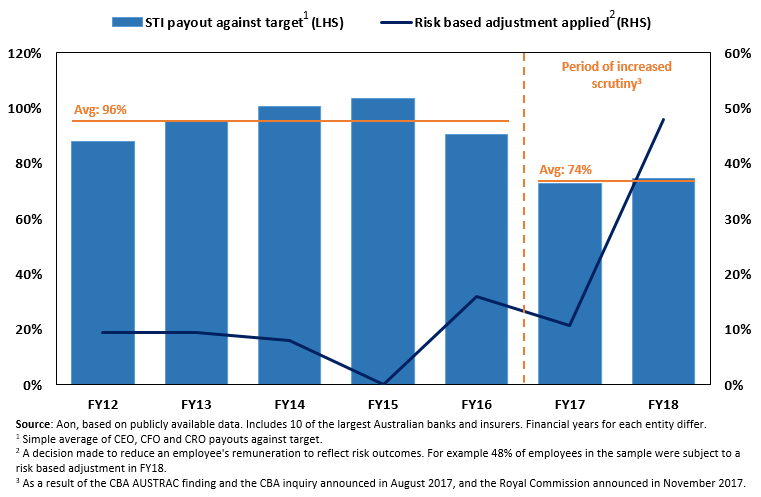 STI payout against target1 (LHS) Risk based adjustment applied2 (RHS)
120% 60%
Period of increased
scrutiny3
100% 50%
Avg: 96%
80% 40%
Avg: 74%
60% 30%
40% 20%
20% 10%
0% 0%
FY12 FY13 FY14 FY15 FY16 FY17 FY18
Source: Aon, based on publicly available data. Includes 10 of the largest Australian banks and insurers. Financial years for each entity differ.
1 Simple average of CEO, CFO and CRO payouts against target.
2 A decision made to reduce an employee's remuneration to reflect risk outcomes. For example 48% of employees in the sample were subject to a
risk based adjustment in FY18.
3 As a result of the CBA AUSTRAC finding and the CBA inquiry announced in August 2017, and the Royal Commission announced in November 2017.